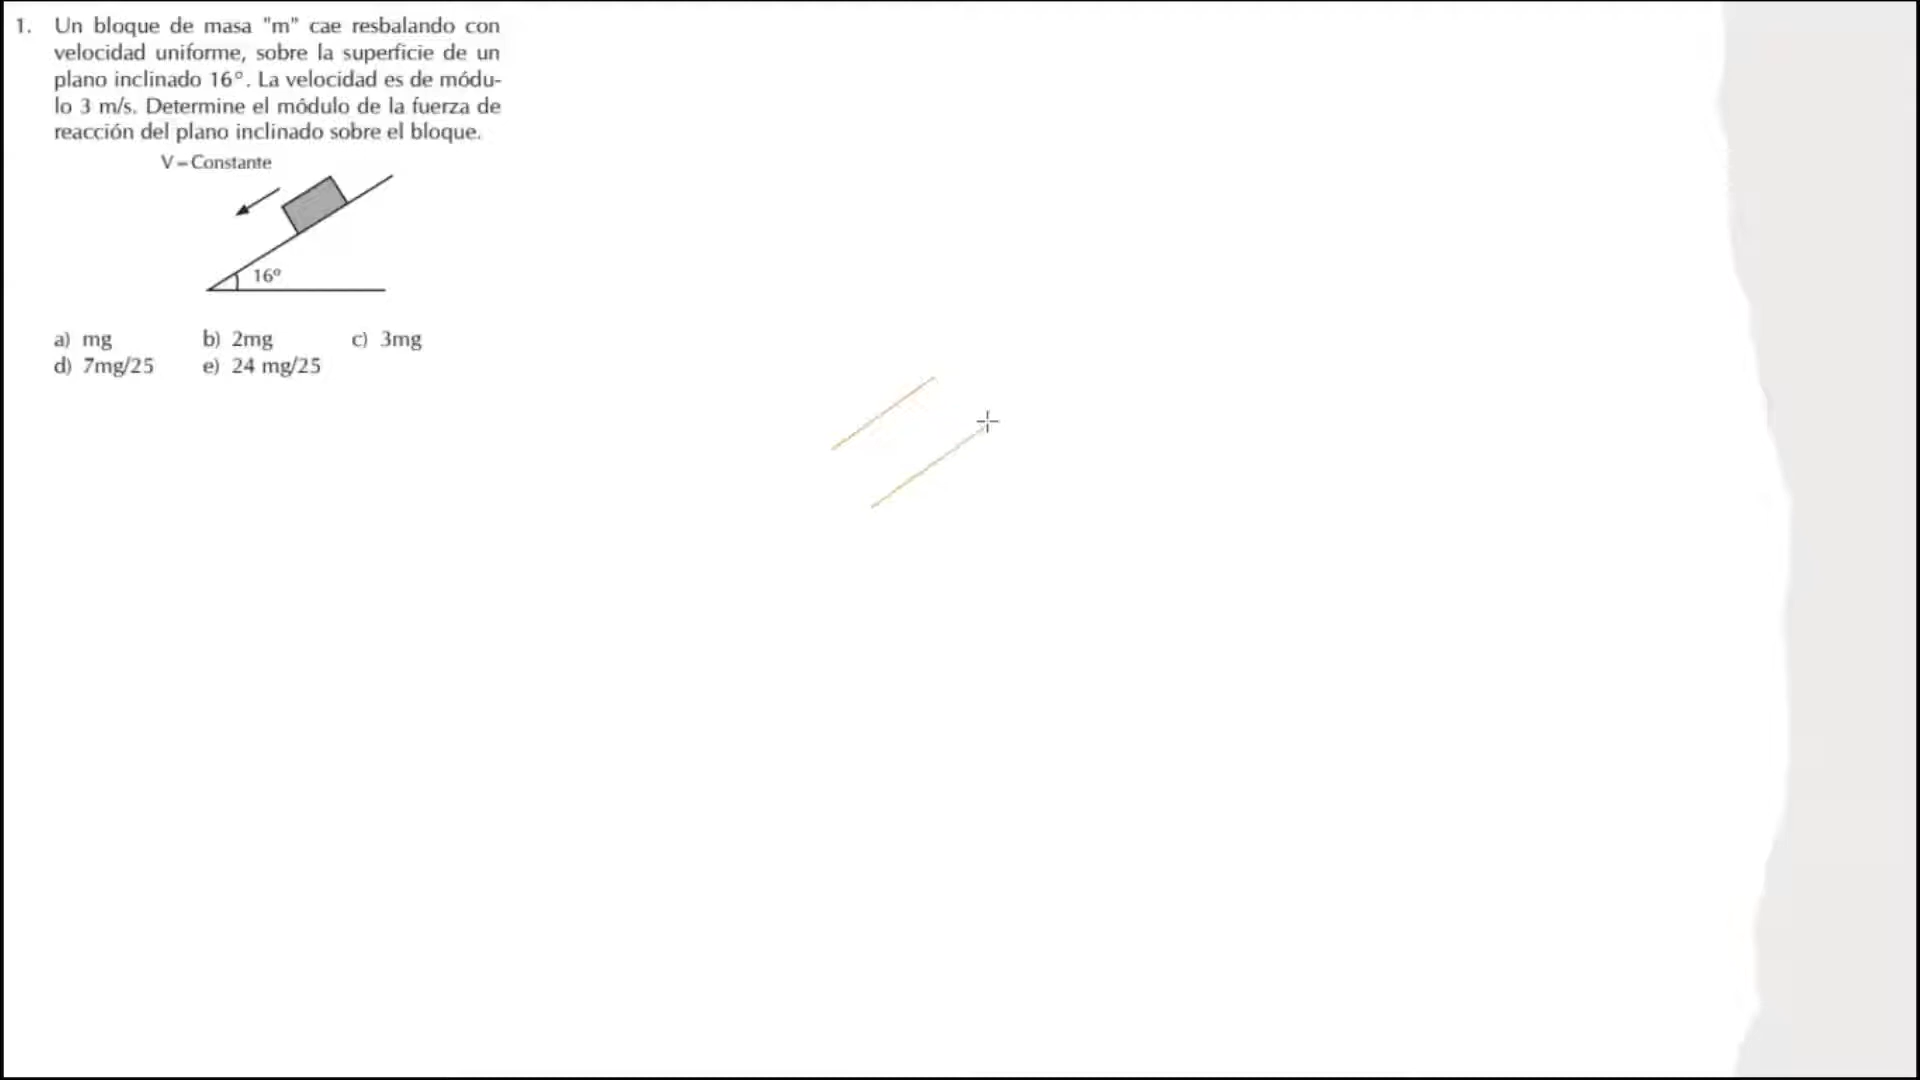 1. Un bloque de masa "m" cae resbalando con
velocidad uniforme, sobre la superficie de un
plano inclinado 16°. La velocidad es de módu-
lo 3 m/s. Determine el módulo de la fuerza de
reacción del plano inclinado sobre el bloque.
V = Constante
16º
a) mg b) 2mg c) 3mg
d) 7mg/25 e) 24 mg/25